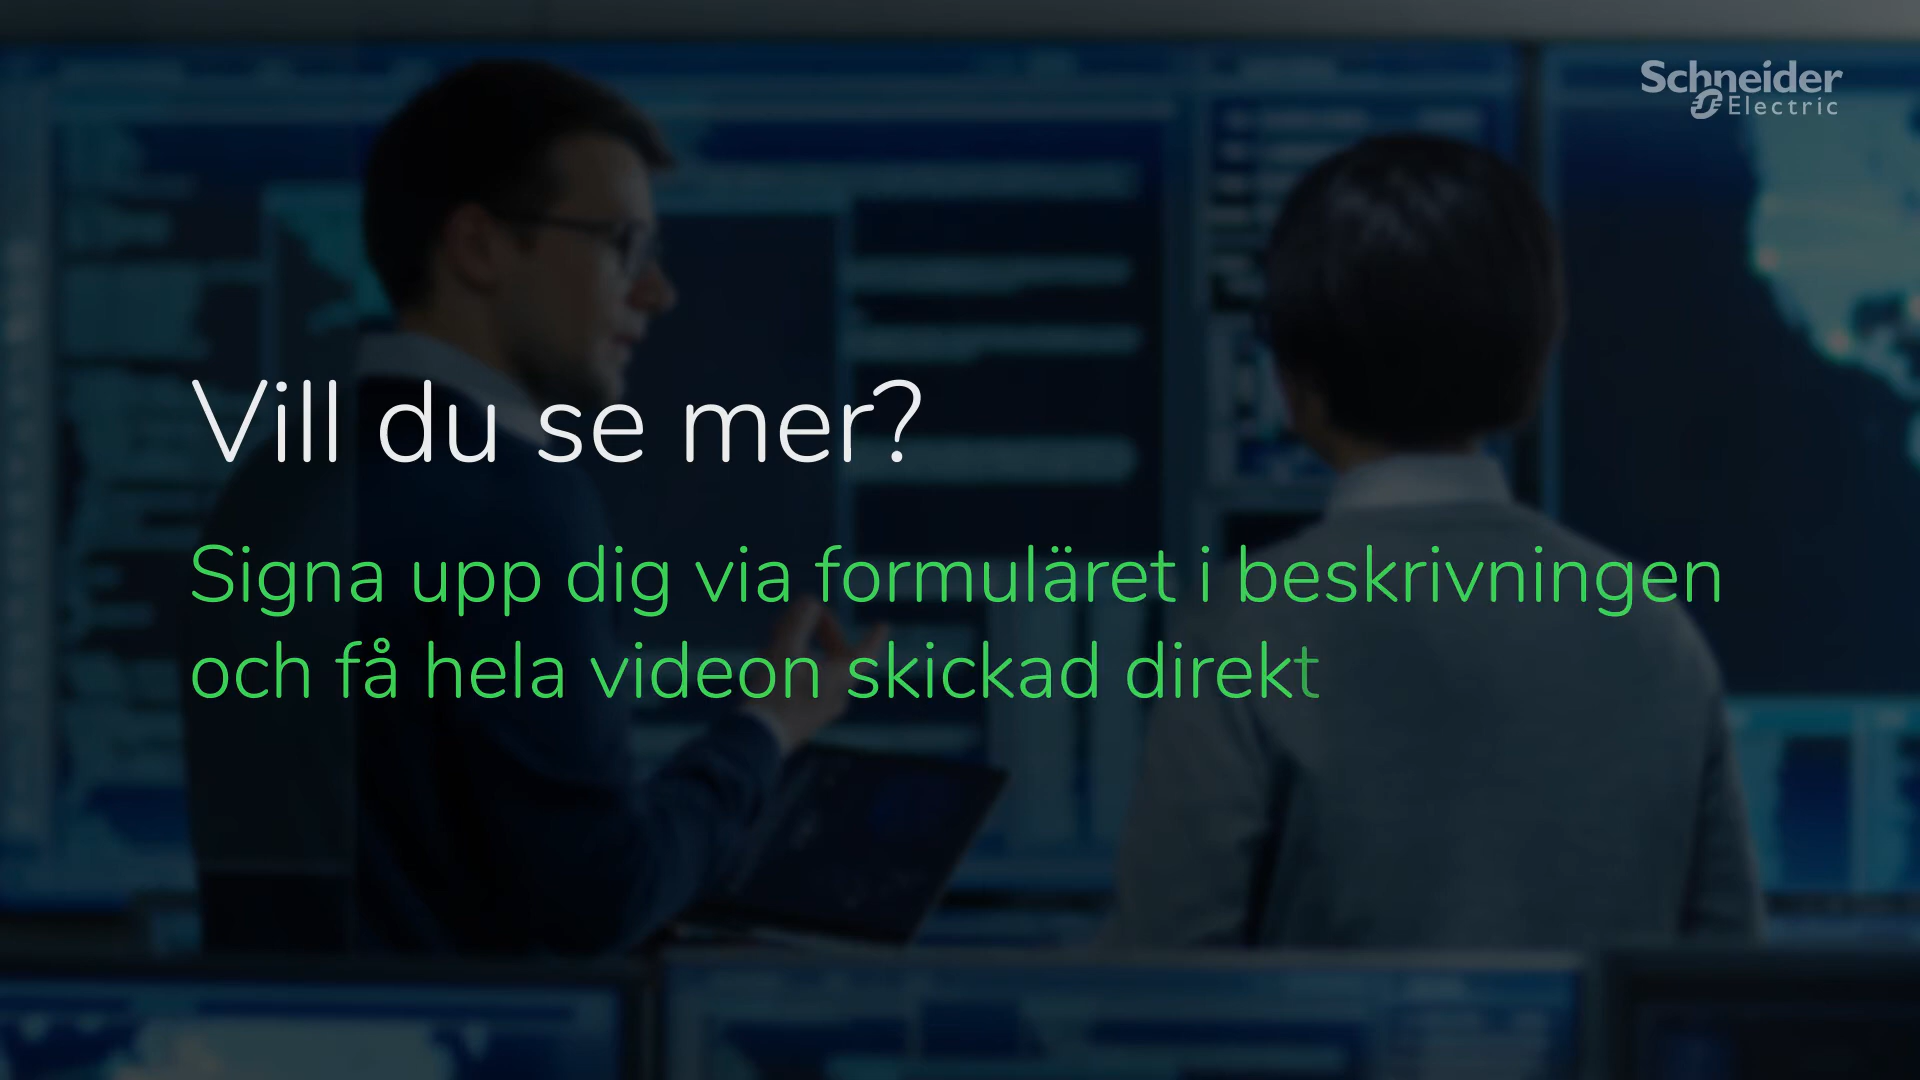 Schneider
Electric
Vill du se mer?
Signa upp dig via formuläret i beskrivningen
och få hela videon skickad direkt